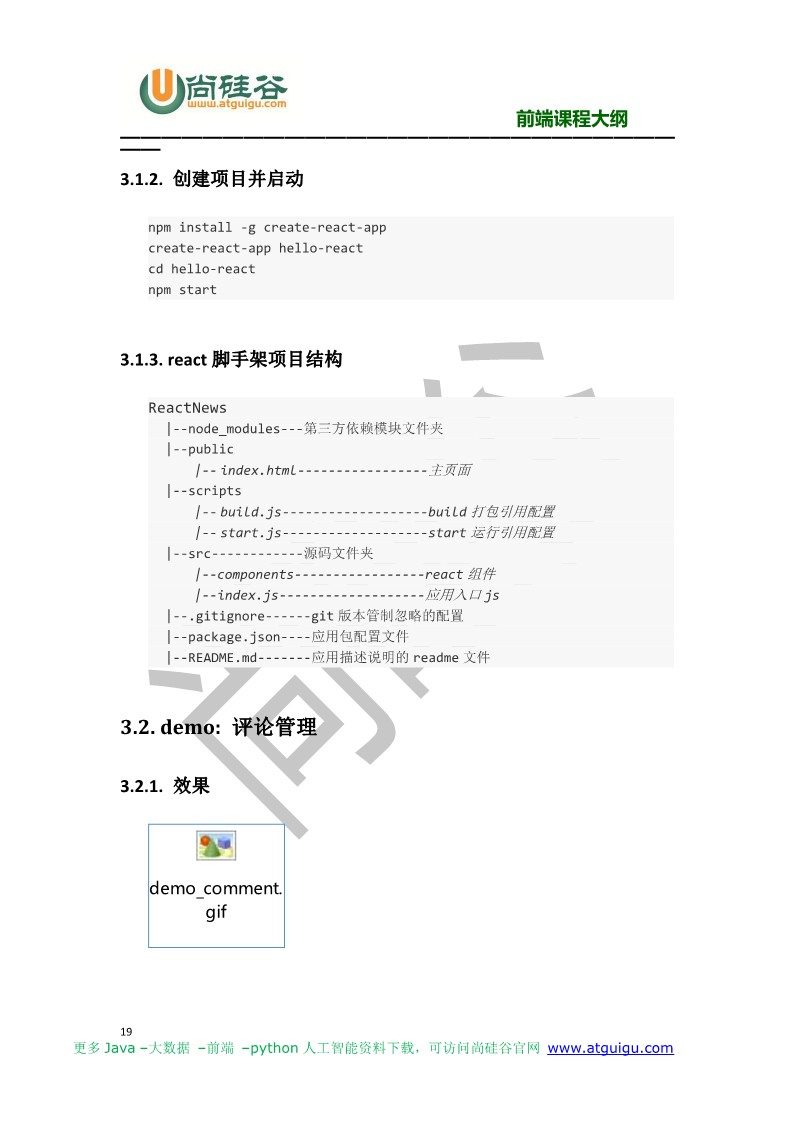 尚硅谷
www.atguigu.com
前端课程大纲
3.1.2. 创建项目并启动
npm install -g create-react-app
create-react-app hello-react
cd hello-react
npm start
3.1.3. react 脚手架项目结构
ReactNews
|--node_modules---第三方依赖模块文件夹
|--public
|-- index.html-----------------主页面
|--scripts
|-- build.js-------------------build 打包引用配置
|-- start.js-------------------start 运行引用配置
|--src------------源码文件夹
|--components-----------------react 组件
|--index.js-------------------应用入口 js
|--.gitignore------git 版本管制忽略的配置
|--package.json----应用包配置文件
|--README.md-------应用描述说明的 readme 文件
3.2. demo: 评论管理
3.2.1. 效果
demo_comment.
gif
19
更多 Java –大数据 –前端 –python 人工智能资料下载，可访问尚硅谷官网 www.atguigu.com